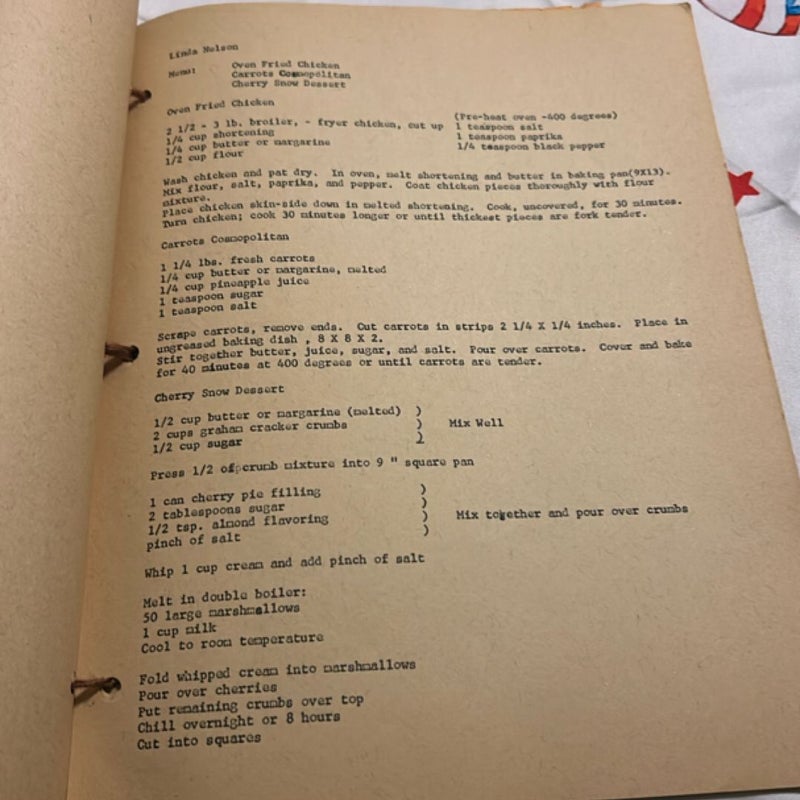 Linda Nelson
Menu: Oven Fried Chicken
Carrots Cosmopolitan
Cherry Snow Dessert
Oven Fried Chicken
(Pre-heat oven -400 degrees)
2 1/2 - 3 lb. broiler, - fryer chicken, cut up 1 teaspoon salt
1/4 cup shortening 1 teaspoon paprika
1/4 cup butter or margarine 1/4 teaspoon black pepper
1/2 cup flour
Wash chicken and pat dry. In oven, melt shortening and butter in baking pan(9X13).
Mix flour, salt, paprika, and pepper. Coat chicken pieces thoroughly with flour
mixture.
Place chicken skin-side down in melted shortening. Cook, uncovered, for 30 minutes.
Turn chicken; cook 30 minutes longer or until thickest pieces are fork tender.
Carrots Cosmopolitan
1 1/4 lbs. fresh carrots
1/4 cup butter or margarine, melted
1/4 cup pineapple juice
1 teaspoon sugar
1 teaspoon salt
Scrape carrots, remove ends. Cut carrots in strips 2 1/4 X 1/4 inches. Place in
ungreased baking dish , 8 X 8 X 2.
Stir together butter, juice, sugar, and salt. Pour over carrots. Cover and bake
for 40 minutes at 400 degrees or until carrots are tender.
Cherry Snow Dessert
1/2 cup butter or margarine (melted) )
2 cups graham cracker crumbs ) Mix Well
1/2 cup sugar )
Press 1/2 of crumb mixture into 9 " square pan
1 can cherry pie filling )
2 tablespoons sugar )
1/2 tsp. almond flavoring ) Mix together and pour over crumbs
pinch of salt )
Whip 1 cup cream and add pinch of salt
Melt in double boiler:
50 large marshmallows
1 cup milk
Cool to room temperature
Fold whipped cream into marshmallows
Pour over cherries
Put remaining crumbs over top
Chill overnight or 8 hours
Cut into squares